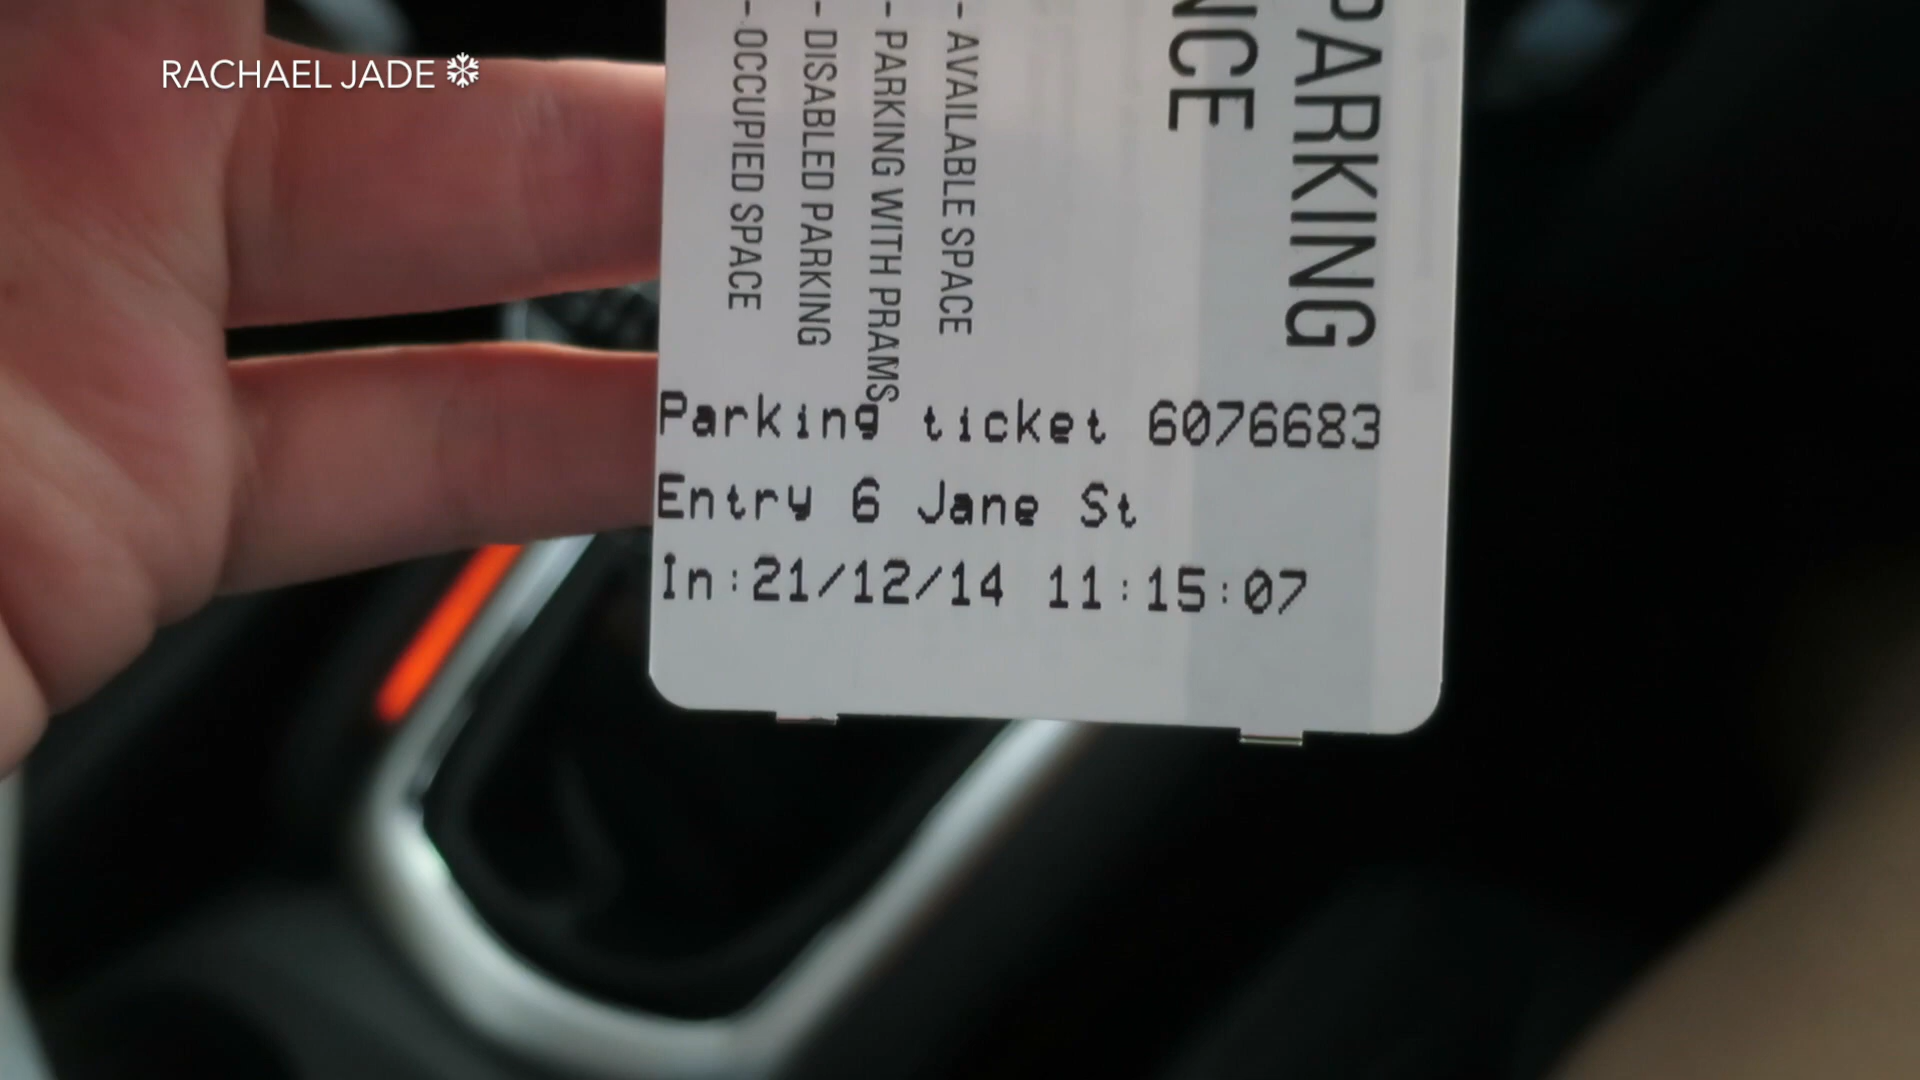 RACHAEL JADE
PARKING
NCE
- AVAILABLE SPACE
- PARKING WITH PRAMS
- DISABLED PARKING
- OCCUPIED SPACE
Parking ticket 6076683
Entry 6 Jane St
In:21/12/14 11:15:07